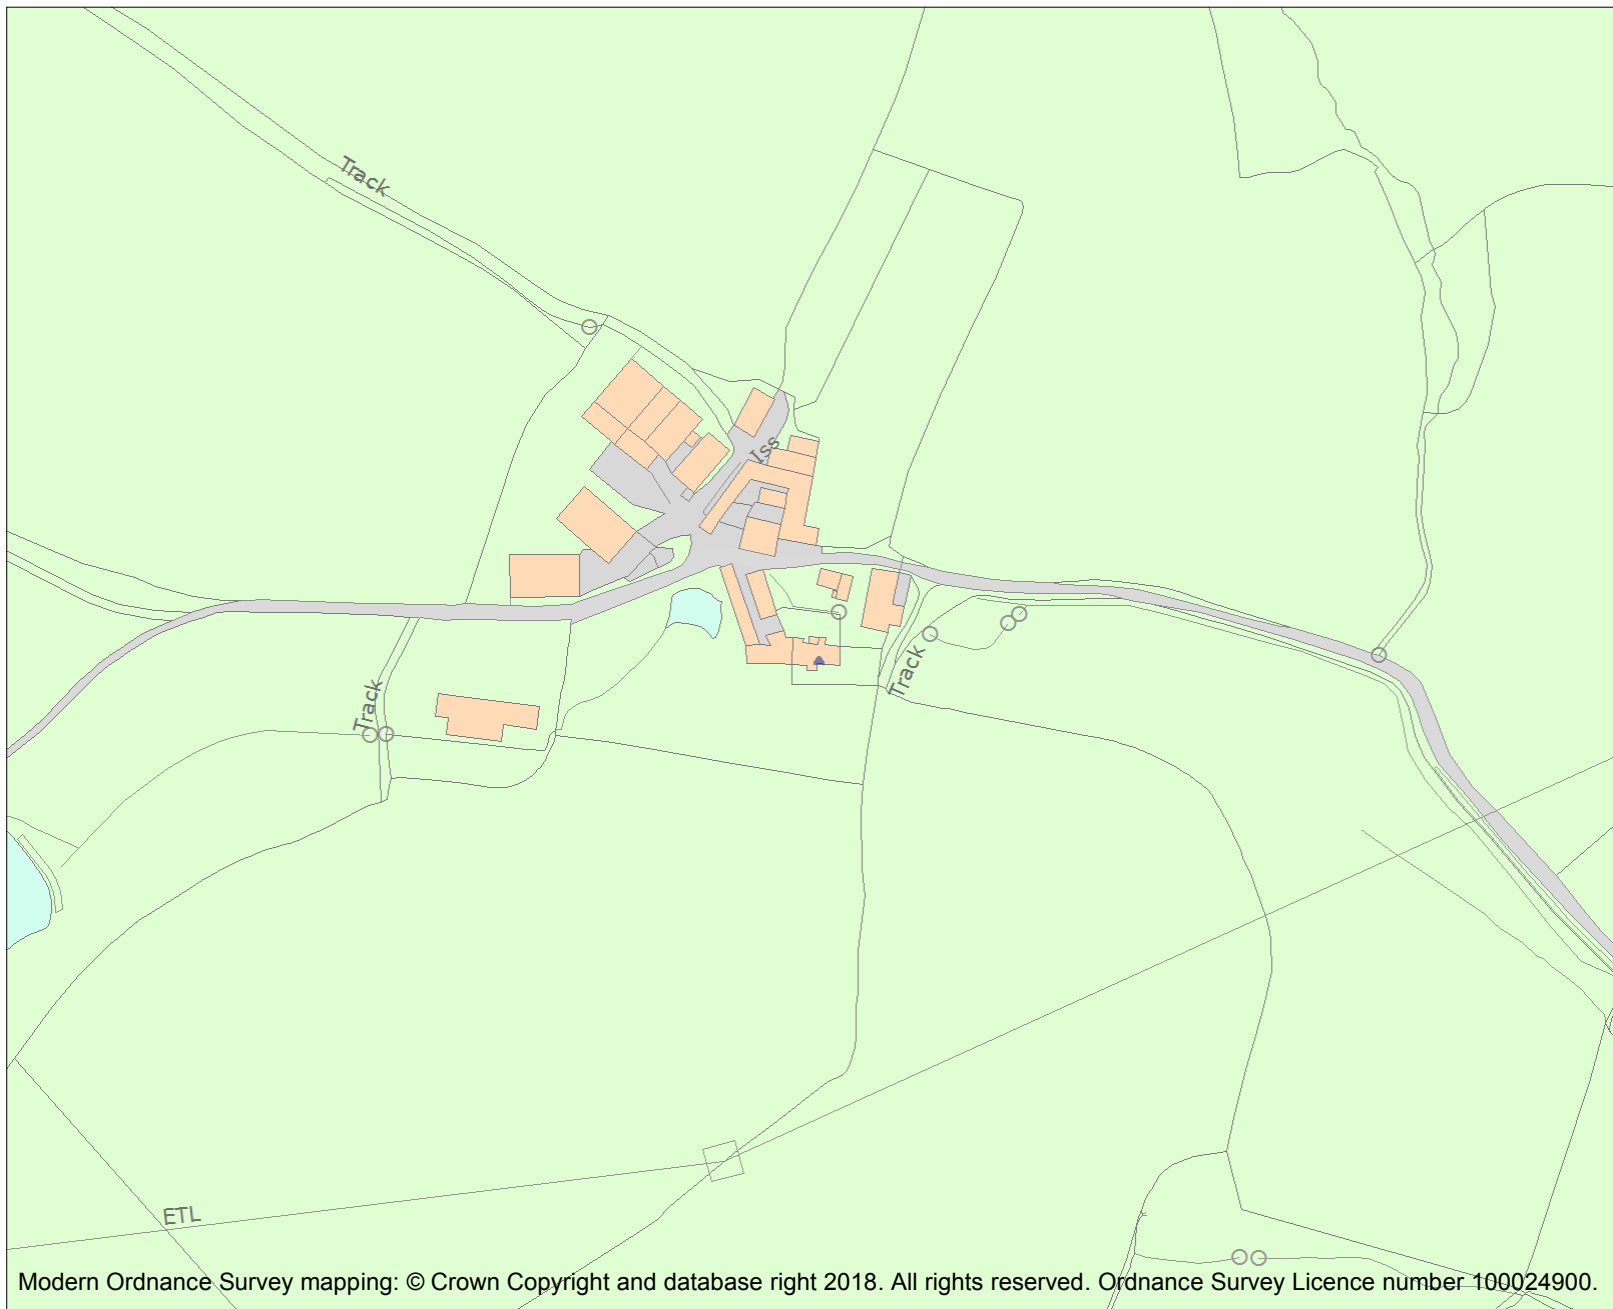 Track
Iss
Track
Track
ETL
Modern Ordnance Survey mapping: © Crown Copyright and database right 2018. All rights reserved. Ordnance Survey Licence number 100024900.